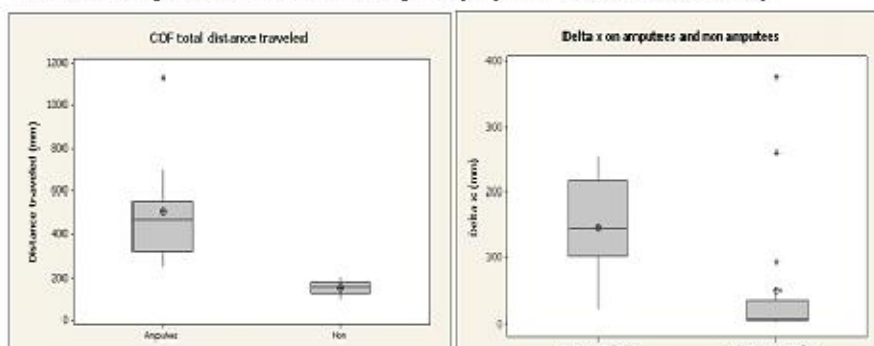 COF total distance traveled
Distance traveled (mm)
1200
1000
800
600
400
200
0
Amputees
Non
Delta x on amputees and non amputees
Delta x (mm)
400
300
200
100
0